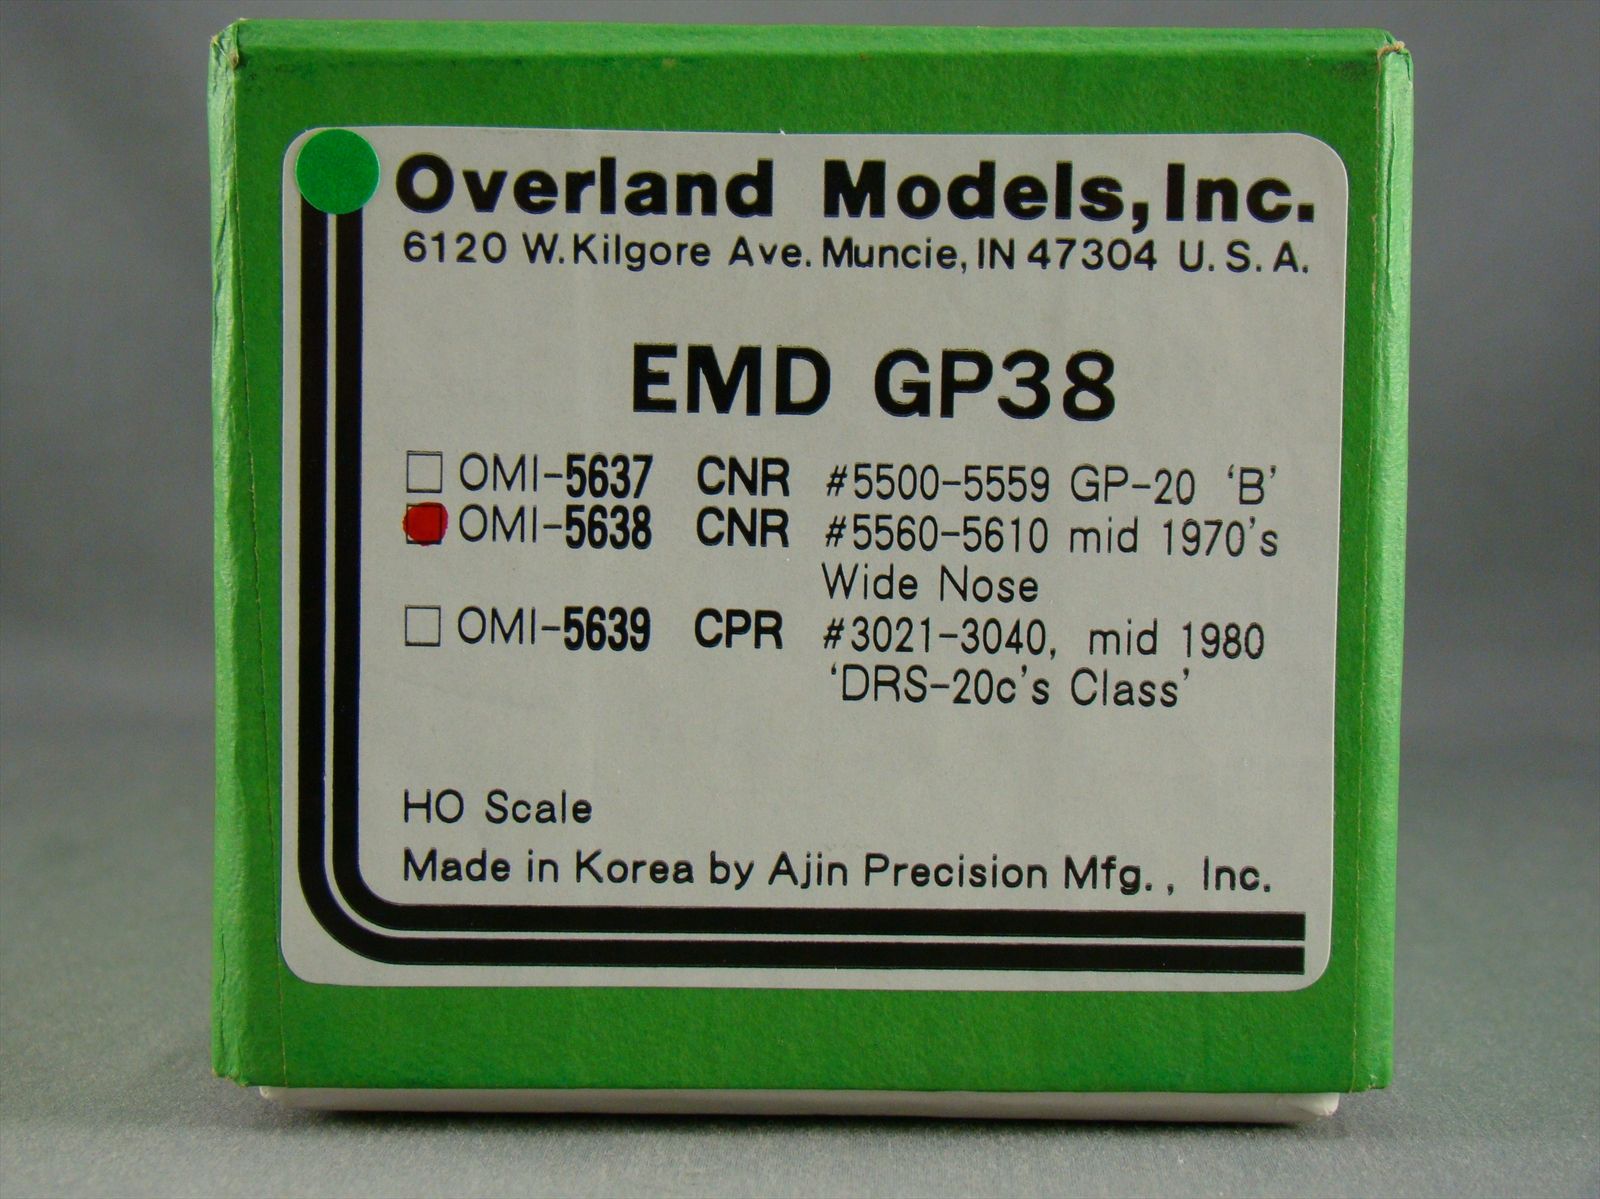 Overland Models, Inc.
6120 W. Kilgore Ave. Muncie, IN 47304 U. S. A.
EMD GP38
OMI-5637 CNR #5500-5559 GP-20 'B'
OMI-5638 CNR #5560-5610 mid 1970's
Wide Nose
OMI-5639 CPR #3021-3040, mid 1980
'DRS-20c's Class'
HO Scale
Made in Korea by Ajin Precision Mfg. , Inc.